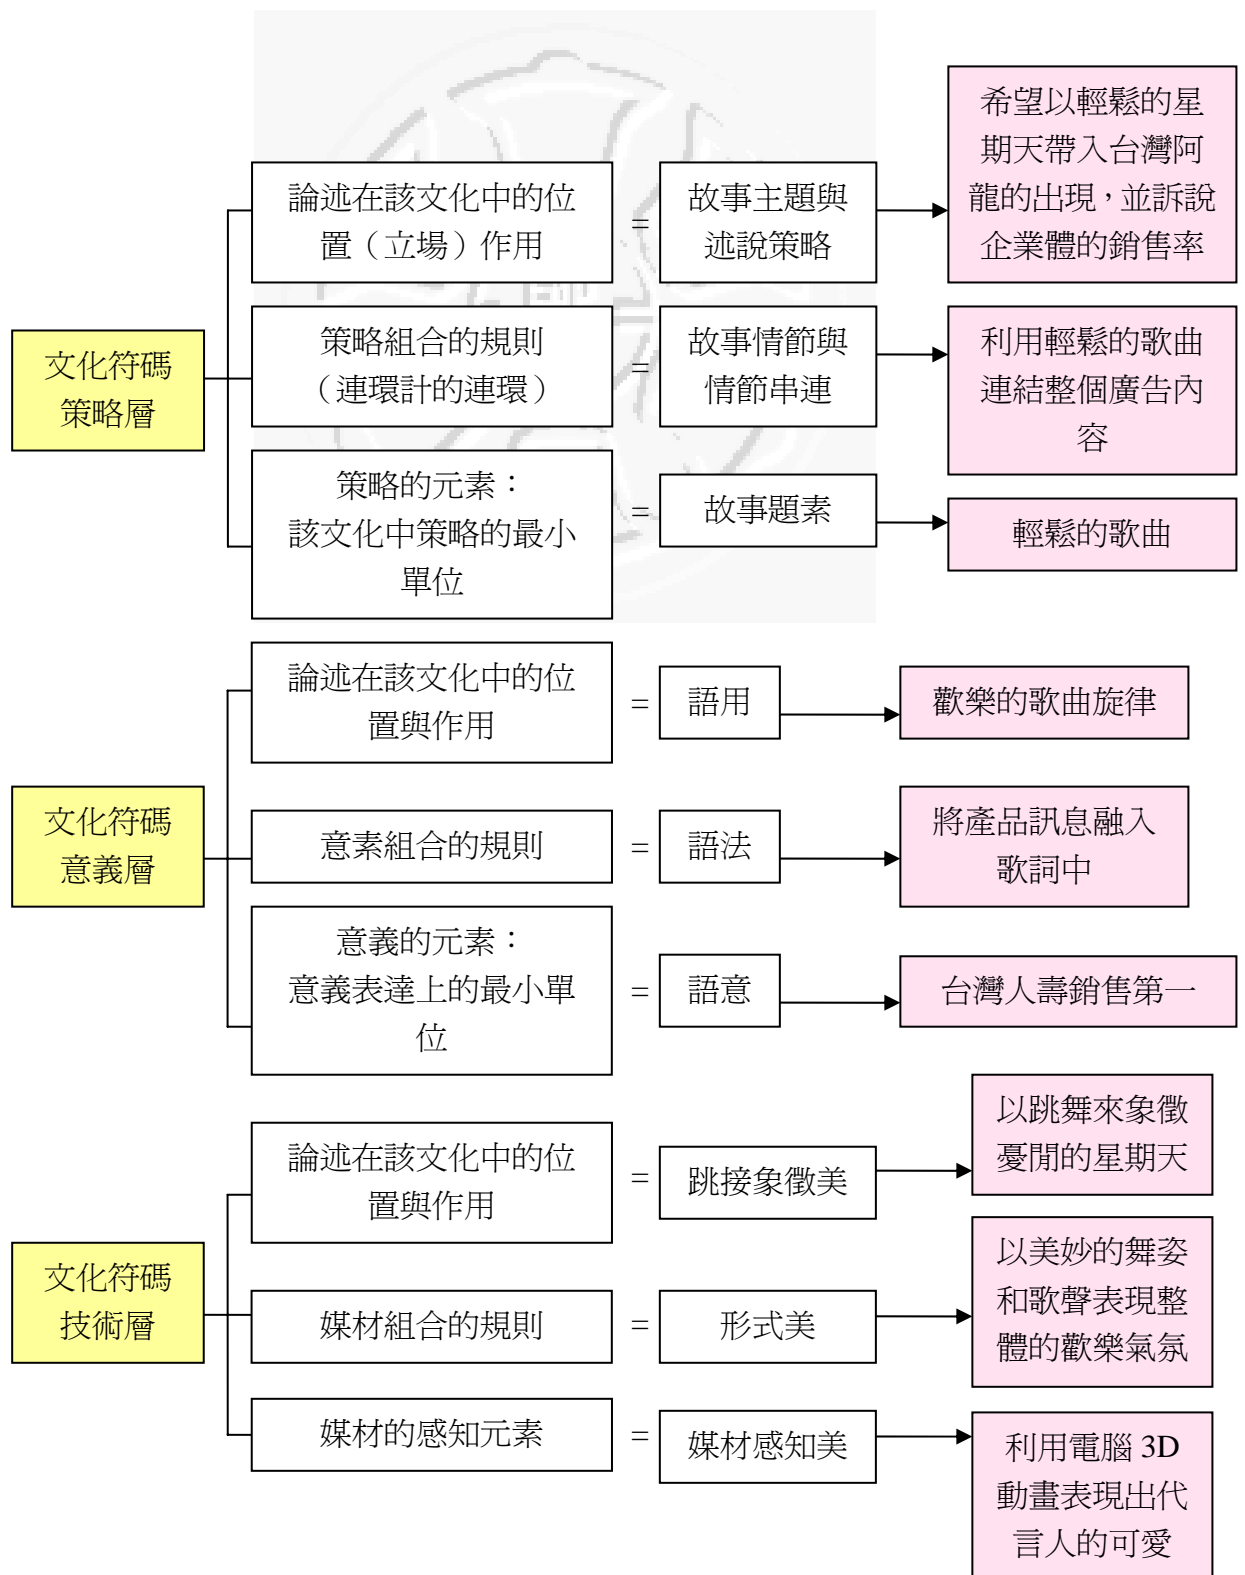 文化符碼
策略層
論述在該文化中的位
置（立場）作用
=
故事主題與
述說策略
希望以輕鬆的星
期天帶入台灣阿
龍的出現，並訴說
企業體的銷售率
策略組合的規則
（連環計的連環）
=
故事情節與
情節串連
利用輕鬆的歌曲
連結整個廣告內
容
策略的元素：
該文化中策略的最小
單位
=
故事題素
輕鬆的歌曲
文化符碼
意義層
論述在該文化中的位
置與作用
=
語用
歡樂的歌曲旋律
意素組合的規則
=
語法
將產品訊息融入
歌詞中
意義的元素：
意義表達上的最小單
位
=
語意
台灣人壽銷售第一
文化符碼
技術層
論述在該文化中的位
置與作用
=
跳接象徵美
以跳舞來象徵
憂閒的星期天
媒材組合的規則
=
形式美
以美妙的舞姿
和歌聲表現整
體的歡樂氣氛
媒材的感知元素
=
媒材感知美
利用電腦 3D
動畫表現出代
言人的可愛